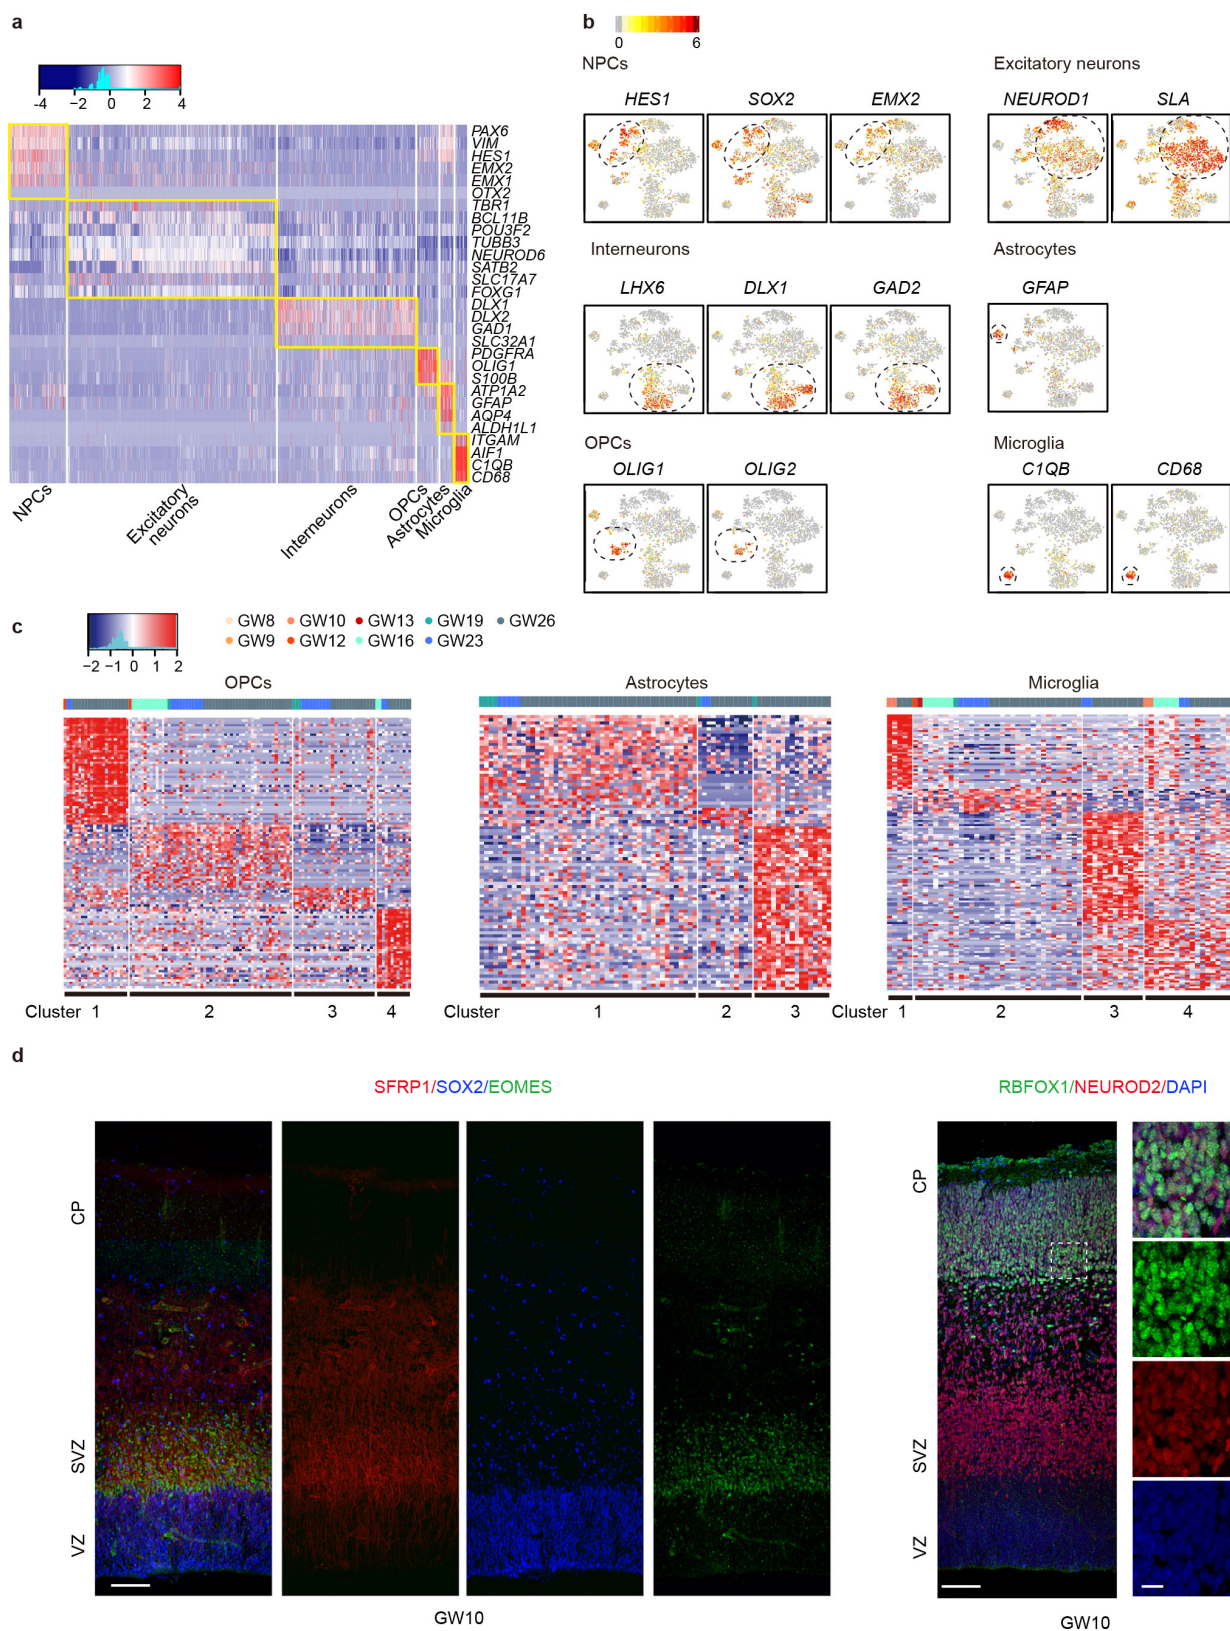 a
-4 -2 0 2 4
PAX6
VIM
HES1
EMX2
EMX1
OTX2
TBR1
BCL11B
POU3F2
TUBB3
NEUROD6
SATB2
SLC17A7
FOXG1
DLX1
DLX2
GAD1
SLC32A1
PDGFRA
OLIG1
S100B
ATP1A2
GFAP
AQP4
ALDH1L1
ITGAM
AIF1
C1QB
CD68
NPCs
Excitatory
neurons
Interneurons
OPCs
Astrocytes
Microglia
b
0 6
NPCs
HES1 SOX2 EMX2
Excitatory neurons
NEUROD1 SLA
Interneurons
LHX6 DLX1 GAD2
Astrocytes
GFAP
OPCs
OLIG1 OLIG2
Microglia
C1QB CD68
c
−2 −1 0 1 2
GW8 GW10 GW13 GW19 GW26
GW9 GW12 GW16 GW23
OPCs
Cluster 1 2 3 4
Astrocytes
Cluster 1 2 3
Microglia
Cluster 1 2 3 4
d
SFRP1/SOX2/EOMES
CP
SVZ
VZ
GW10
RBFOX1/NEUROD2/DAPI
CP
SVZ
VZ
GW10